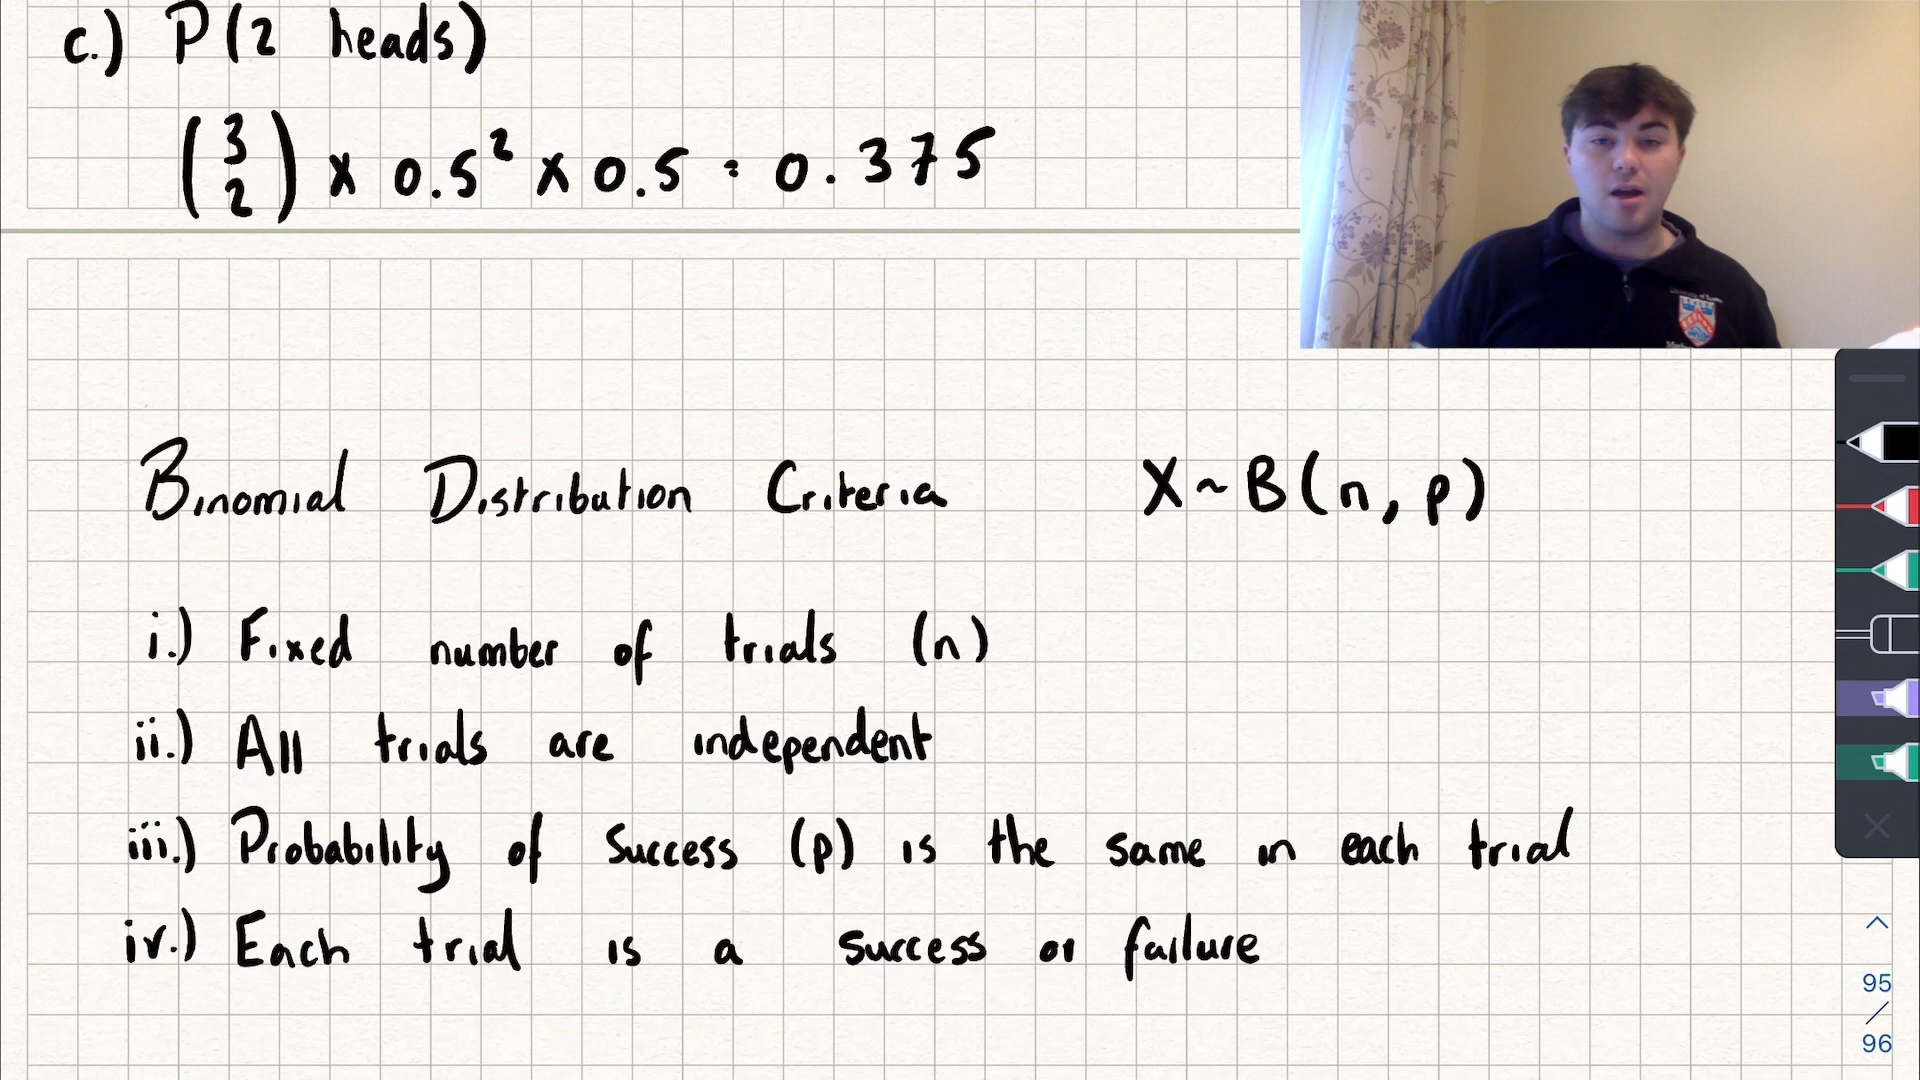 c.) P(2 heads)
(3 2) x 0.5² x 0.5 = 0.375
Binomial Distribution Criteria X~B(n, p)
i.) Fixed number of trials (n)
ii.) All trials are independent
iii.) Probability of success (p) is the same in each trial
iv.) Each trial is a success or failure
95
/
96